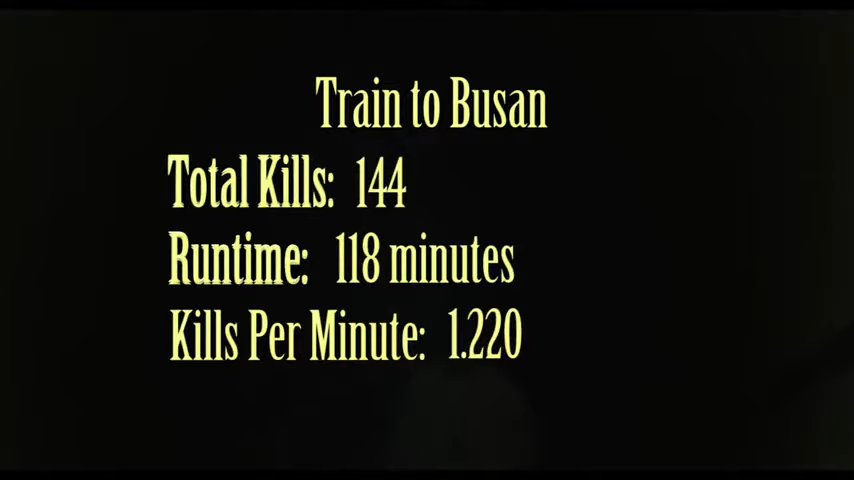 Train to Busan
Total Kills: 144
Runtime: 118 minutes
Kills Per Minute: 1.220